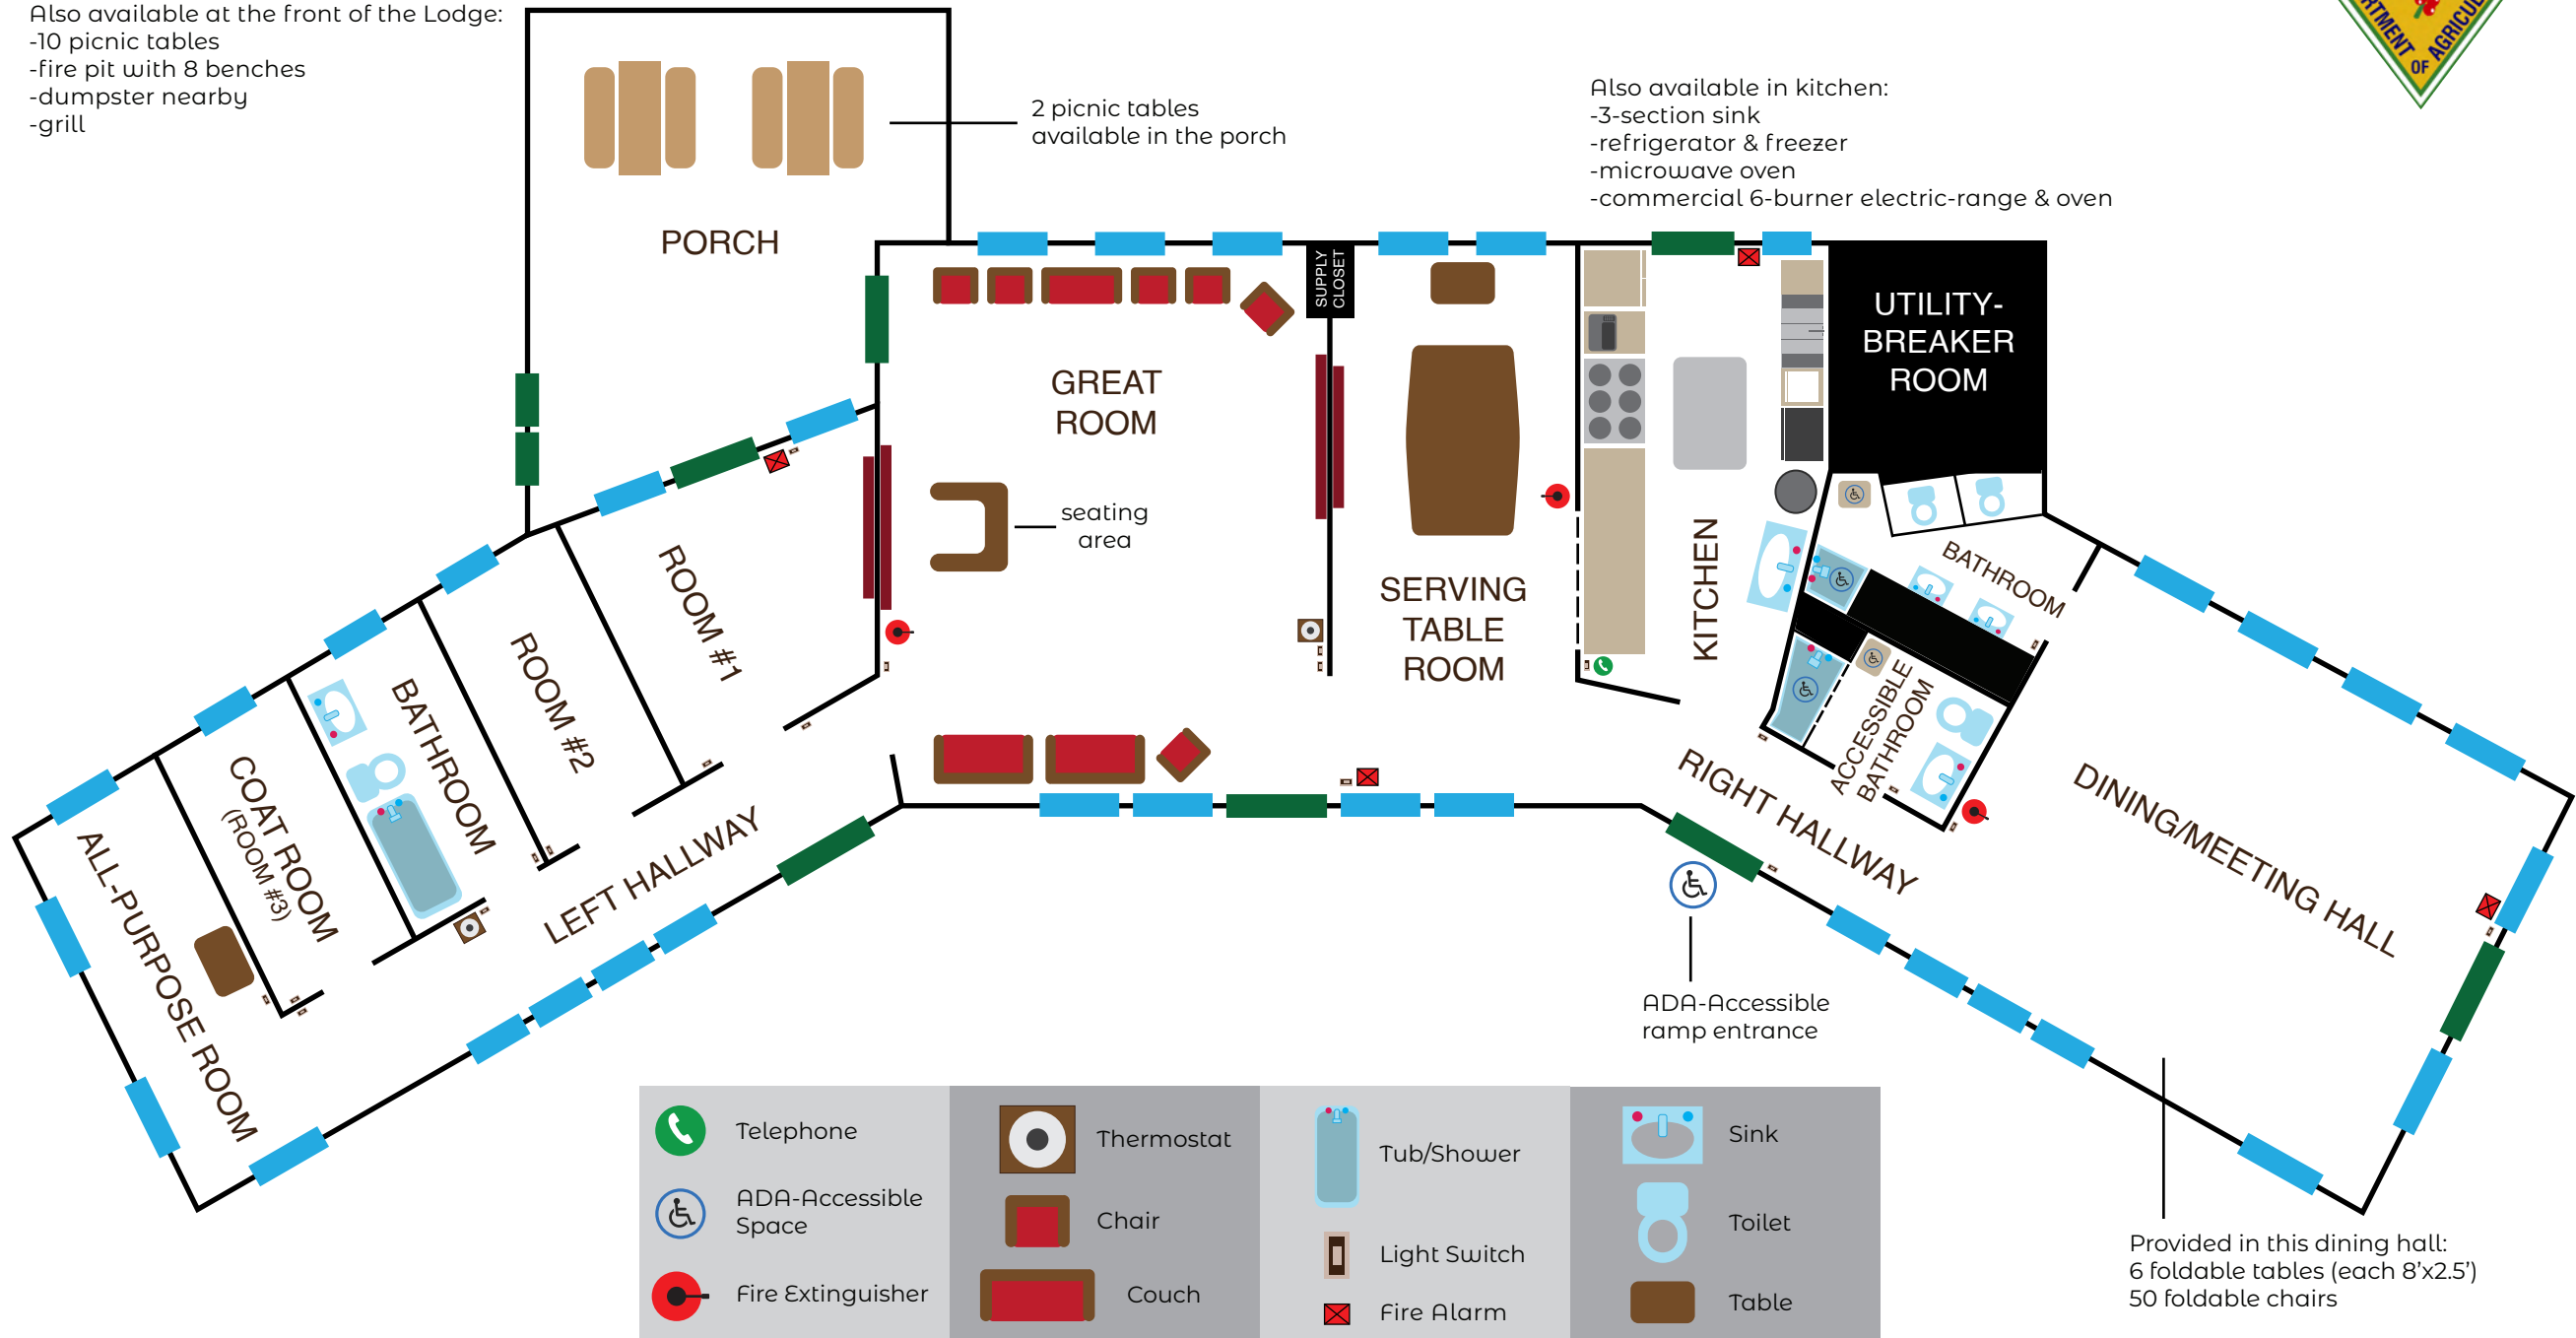 Also available at the front of the Lodge:
-10 picnic tables
-fire pit with 8 benches
-dumpster nearby
-grill
OF
2 picnic tables
available in the porch
Also available in kitchen:
-3-section sink
-refrigerator & freezer
-microwave oven
-commercial 6-burner electric-range & oven
PORCH
SUPPLY
CLOSET
UTILITY-
BREAKER
ROOM
GREAT
ROOM
seating
area
SERVING
TABLE
ROOM
KITCHEN
BATHROOM
ACCESSIBLE
BATHROOM
ROOM #1
ROOM #2
BATHROOM
COAT ROOM
(ROOM #3)
ALL-PURPOSE ROOM
LEFT HALLWAY
RIGHT HALLWAY
DINING/MEETING HALL
ADA-Accessible
ramp entrance
Telephone
ADA-Accessible
Space
Fire Extinguisher
Thermostat
Chair
Couch
Tub/Shower
Light Switch
Fire Alarm
Sink
Toilet
Table
Provided in this dining hall:
6 foldable tables (each 8'x2.5')
50 foldable chairs